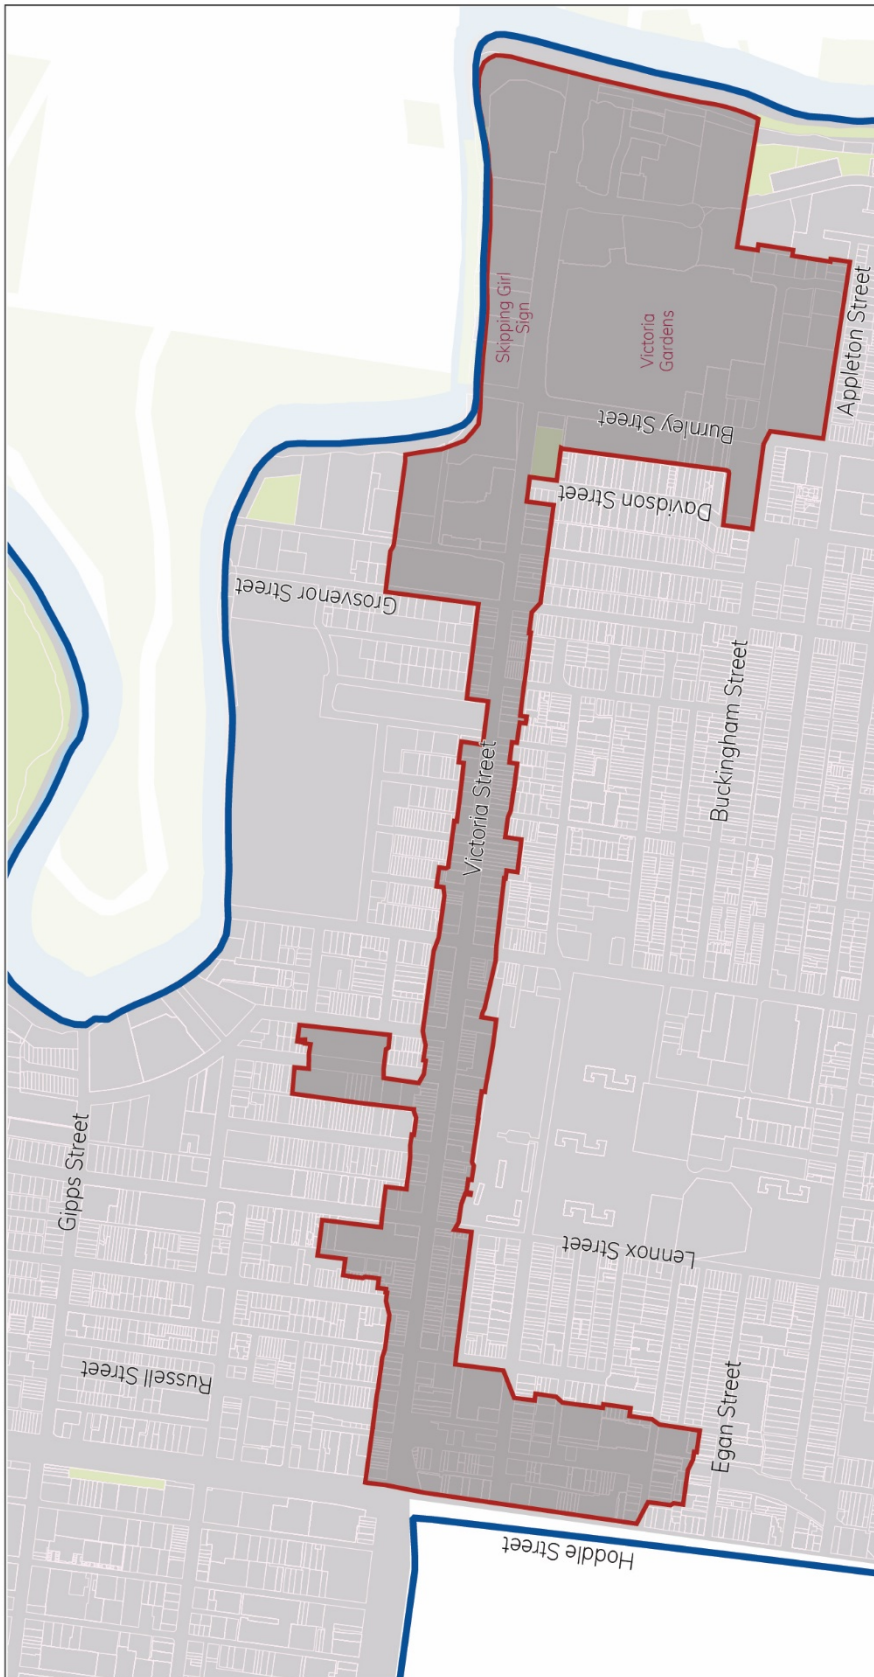 Skipping Girl
Sign
Victoria
Gardens
Appleton Street
Burnley Street
Davidson Street
Grosvenor Street
Buckingham Street
Victoria Street
Gipps Street
Lennox Street
Russell Street
Egan Street
Hoddle Street